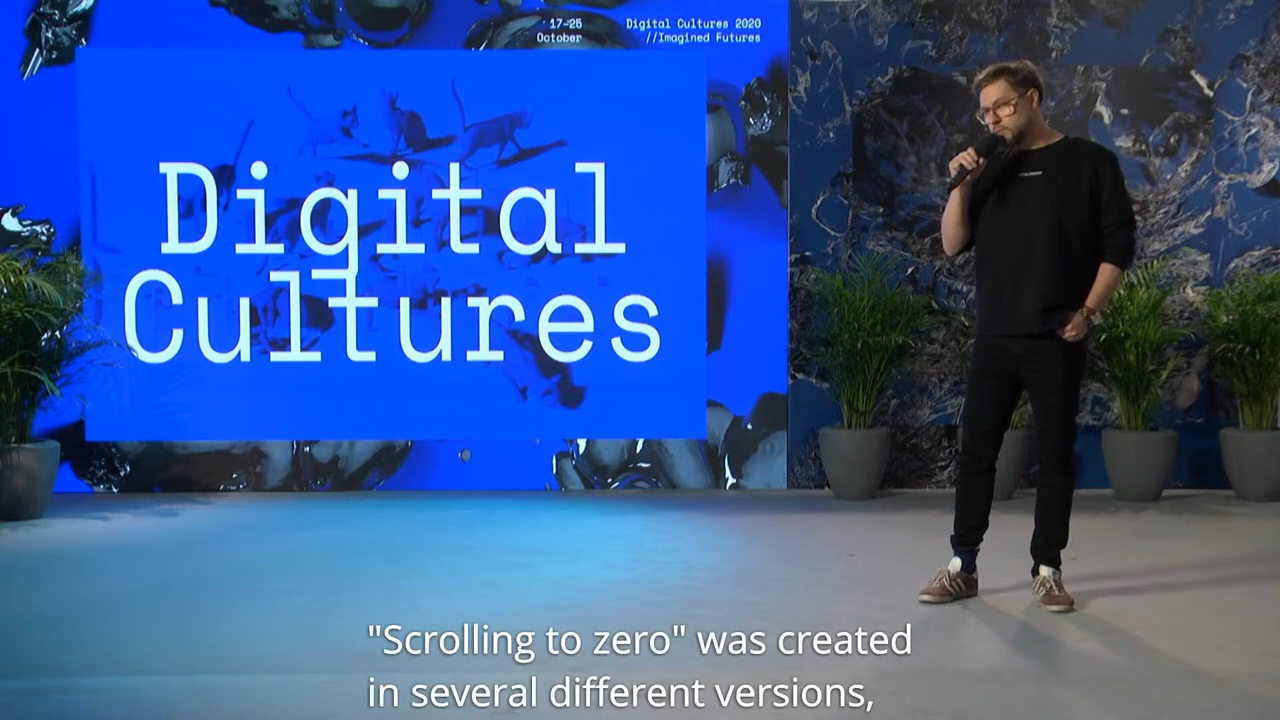 17–25
October
Digital Cultures 2020
//Imagined Futures
Digital
Cultures
"Scrolling to zero" was created
in several different versions,